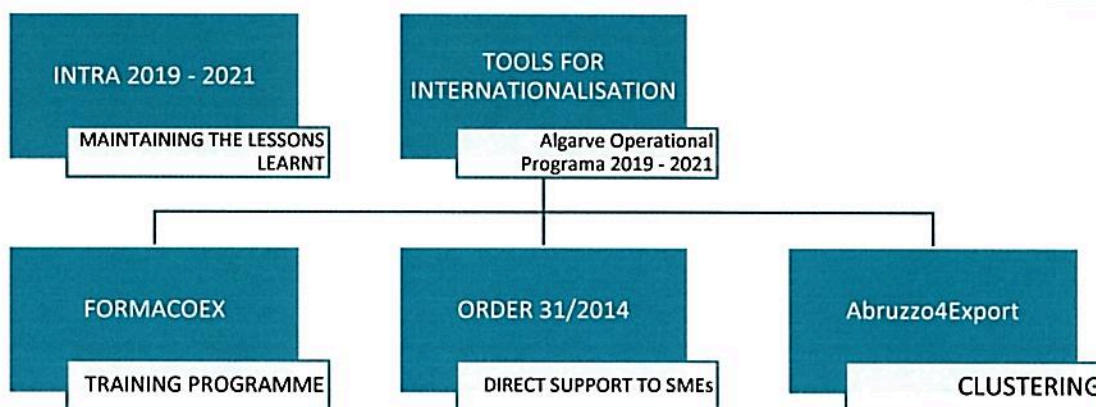 INTRA 2019 - 2021
MAINTAINING THE LESSONS
LEARNT
TOOLS FOR
INTERNATIONALISATION
Algarve Operational
Programa 2019 - 2021
FORMACOEX
TRAINING PROGRAMME
ORDER 31/2014
DIRECT SUPPORT TO SMEs
Abruzzo4Export
CLUSTERING